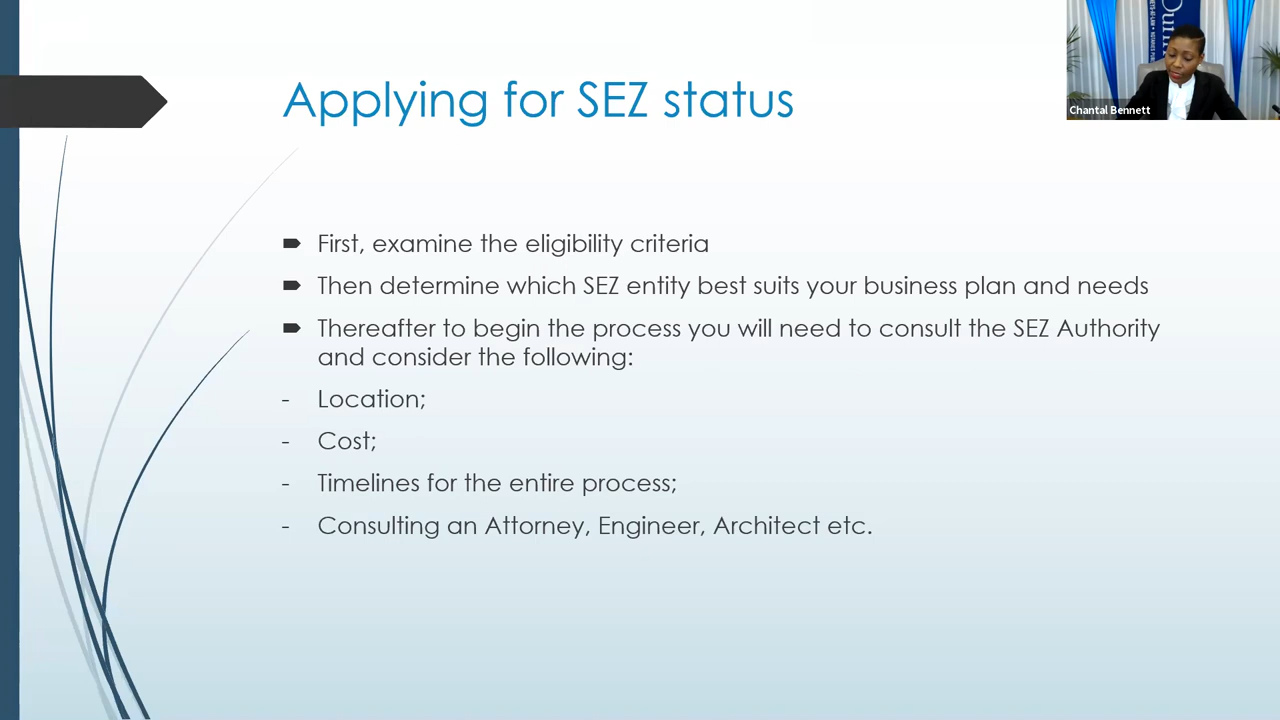 Applying for SEZ status
First, examine the eligibility criteria
Then determine which SEZ entity best suits your business plan and needs
Thereafter to begin the process you will need to consult the SEZ Authority
and consider the following:
- Location;
- Cost;
- Timelines for the entire process;
- Consulting an Attorney, Engineer, Architect etc.
Chantal Bennett